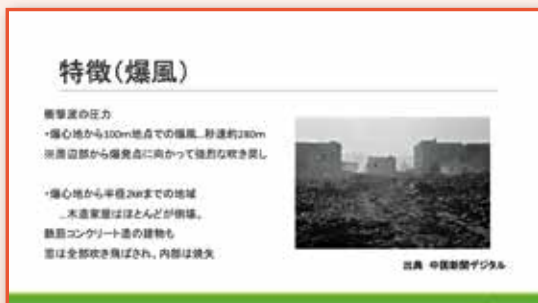 特徴(爆風)
衝撃波の圧力
・爆心地から100m地点での爆風…秒速約280m
※周辺部から爆発点に向かって強烈な吹き戻し
・爆心地から半径2㎞までの地域
…木造家屋はほとんどが倒壊。
鉄筋コンクリート造の建物も
窓は全部吹き飛ばされ、内部は焼失
出典 中国新聞デジタル